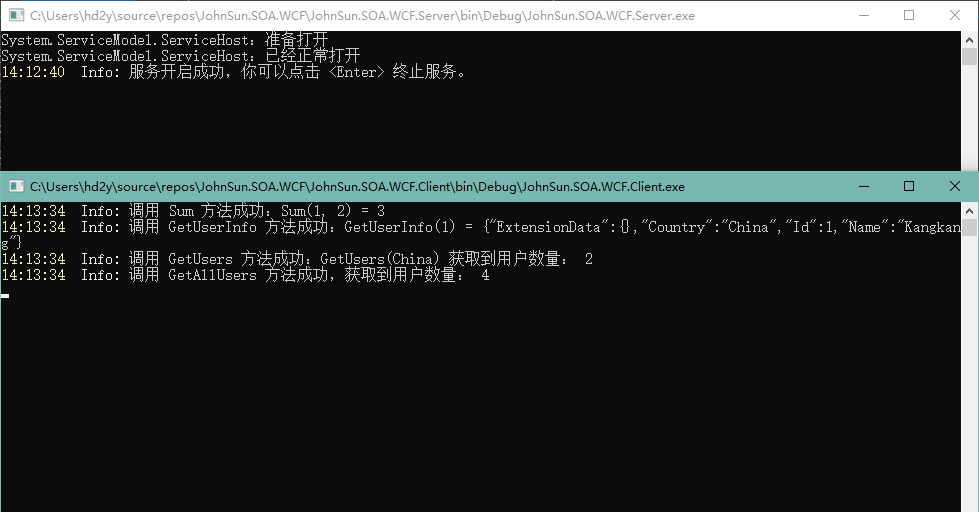 C:\Users\hd2y\source\repos\JohnSun.SOA.WCF\JohnSun.SOA.WCF.Server\bin\Debug\JohnSun.SOA.WCF.Server.exe
System.ServiceModel.ServiceHost: 准备打开
System.ServiceModel.ServiceHost: 已经正常打开
14:12:40  Info: 服务开启成功，你可以点击 <Enter> 终止服务。
C:\Users\hd2y\source\repos\JohnSun.SOA.WCF\JohnSun.SOA.WCF.Client\bin\Debug\JohnSun.SOA.WCF.Client.exe
14:13:34  Info: 调用 Sum 方法成功：Sum(1, 2) = 3
14:13:34  Info: 调用 GetUserInfo 方法成功：GetUserInfo(1) = {"ExtensionData":{},"Country":"China","Id":1,"Name":"Kangkan
g"}
14:13:34  Info: 调用 GetUsers 方法成功：GetUsers(China) 获取到用户数量： 2
14:13:34  Info: 调用 GetAllUsers 方法成功，获取到用户数量： 4